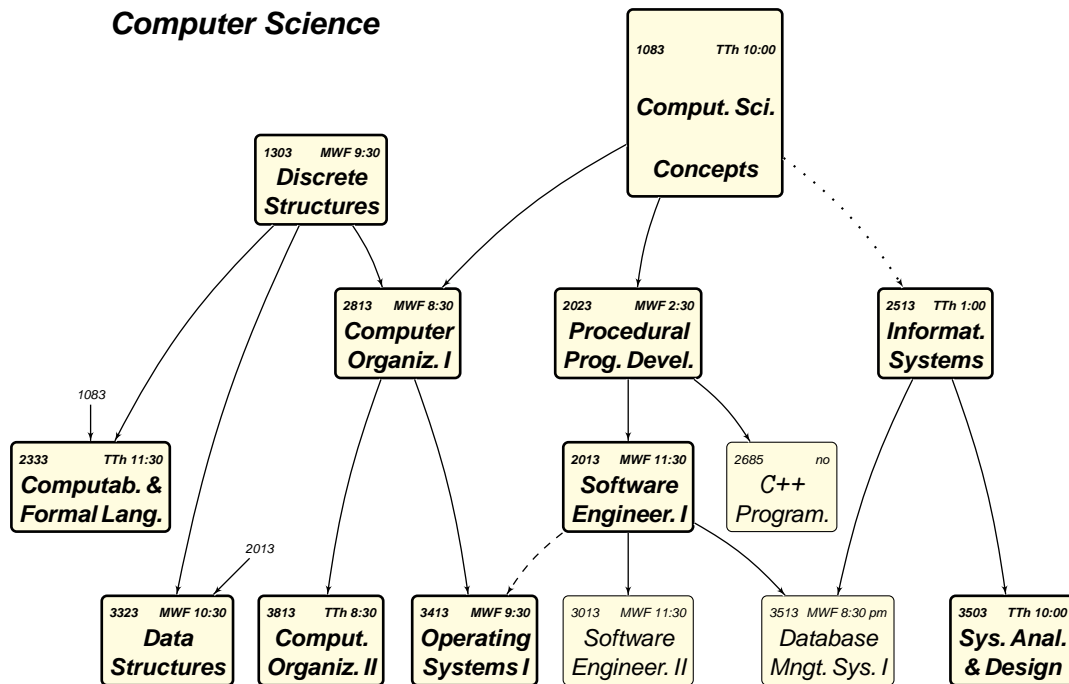 Computer Science
1083 TTh 10:00
Comput. Sci.
Concepts
1303 MWF 9:30
Discrete
Structures
2813 MWF 8:30
Computer
Organiz. I
2023 MWF 2:30
Procedural
Prog. Devel.
2513 TTh 1:00
Informat.
Systems
1083
2333 TTh 11:30
Computab. &
Formal Lang.
2013 MWF 11:30
Software
Engineer. I
2685 no
C++
Program.
2013
3323 MWF 10:30
Data
Structures
3813 TTh 8:30
Comput.
Organiz. II
3413 MWF 9:30
Operating
Systems I
3013 MWF 11:30
Software
Engineer. II
3513 MWF 8:30 pm
Database
Mngt. Sys. I
3503 TTh 10:00
Sys. Anal.
& Design